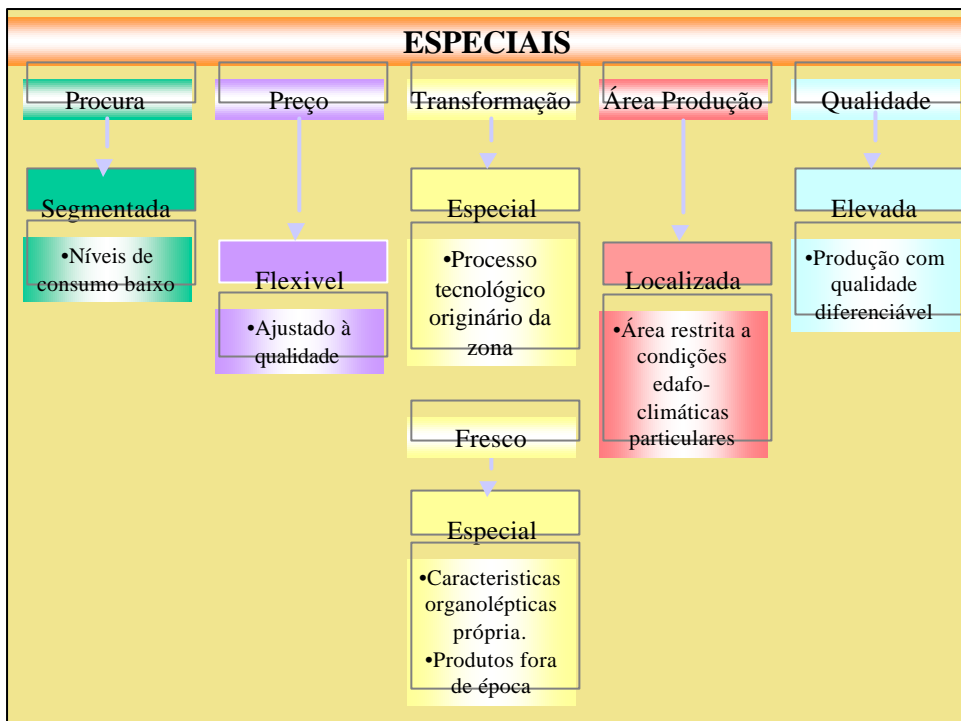 ESPECIAIS
Procura
Segmentada
•Níveis de
consumo baixo
Preço
Flexivel
•Ajustado à
qualidade
Transformação
Especial
•Processo
tecnológico
originário da
zona
Fresco
Especial
•Caracteristicas
organolépticas
própria.
•Produtos fora
de época
Área Produção
Localizada
•Área restrita a
condições
edafo-
climáticas
particulares
Qualidade
Elevada
•Produção com
qualidade
diferenciável